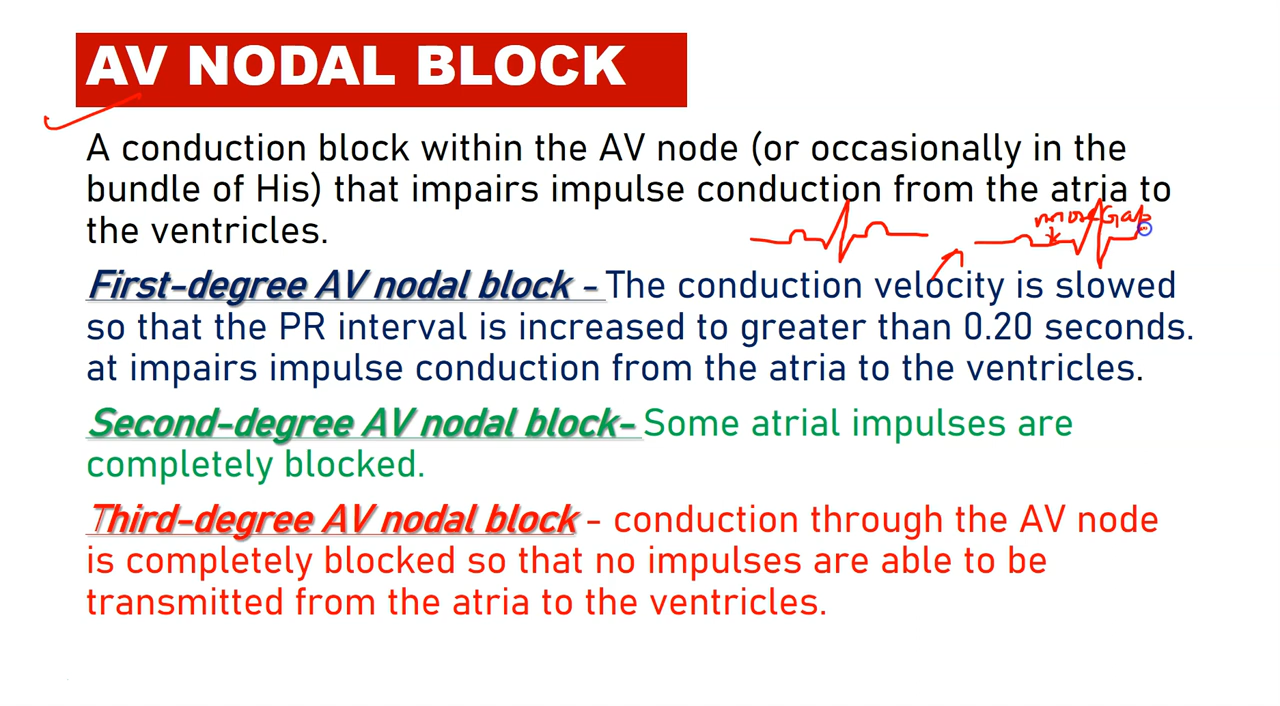 AV NODAL BLOCK
A conduction block within the AV node (or occasionally in the
bundle of His) that impairs impulse conduction from the atria to
the ventricles.
more Gap
First-degree AV nodal block - The conduction velocity is slowed
so that the PR interval is increased to greater than 0.20 seconds.
at impairs impulse conduction from the atria to the ventricles.
Second-degree AV nodal block- Some atrial impulses are
completely blocked.
Third-degree AV nodal block - conduction through the AV node
is completely blocked so that no impulses are able to be
transmitted from the atria to the ventricles.